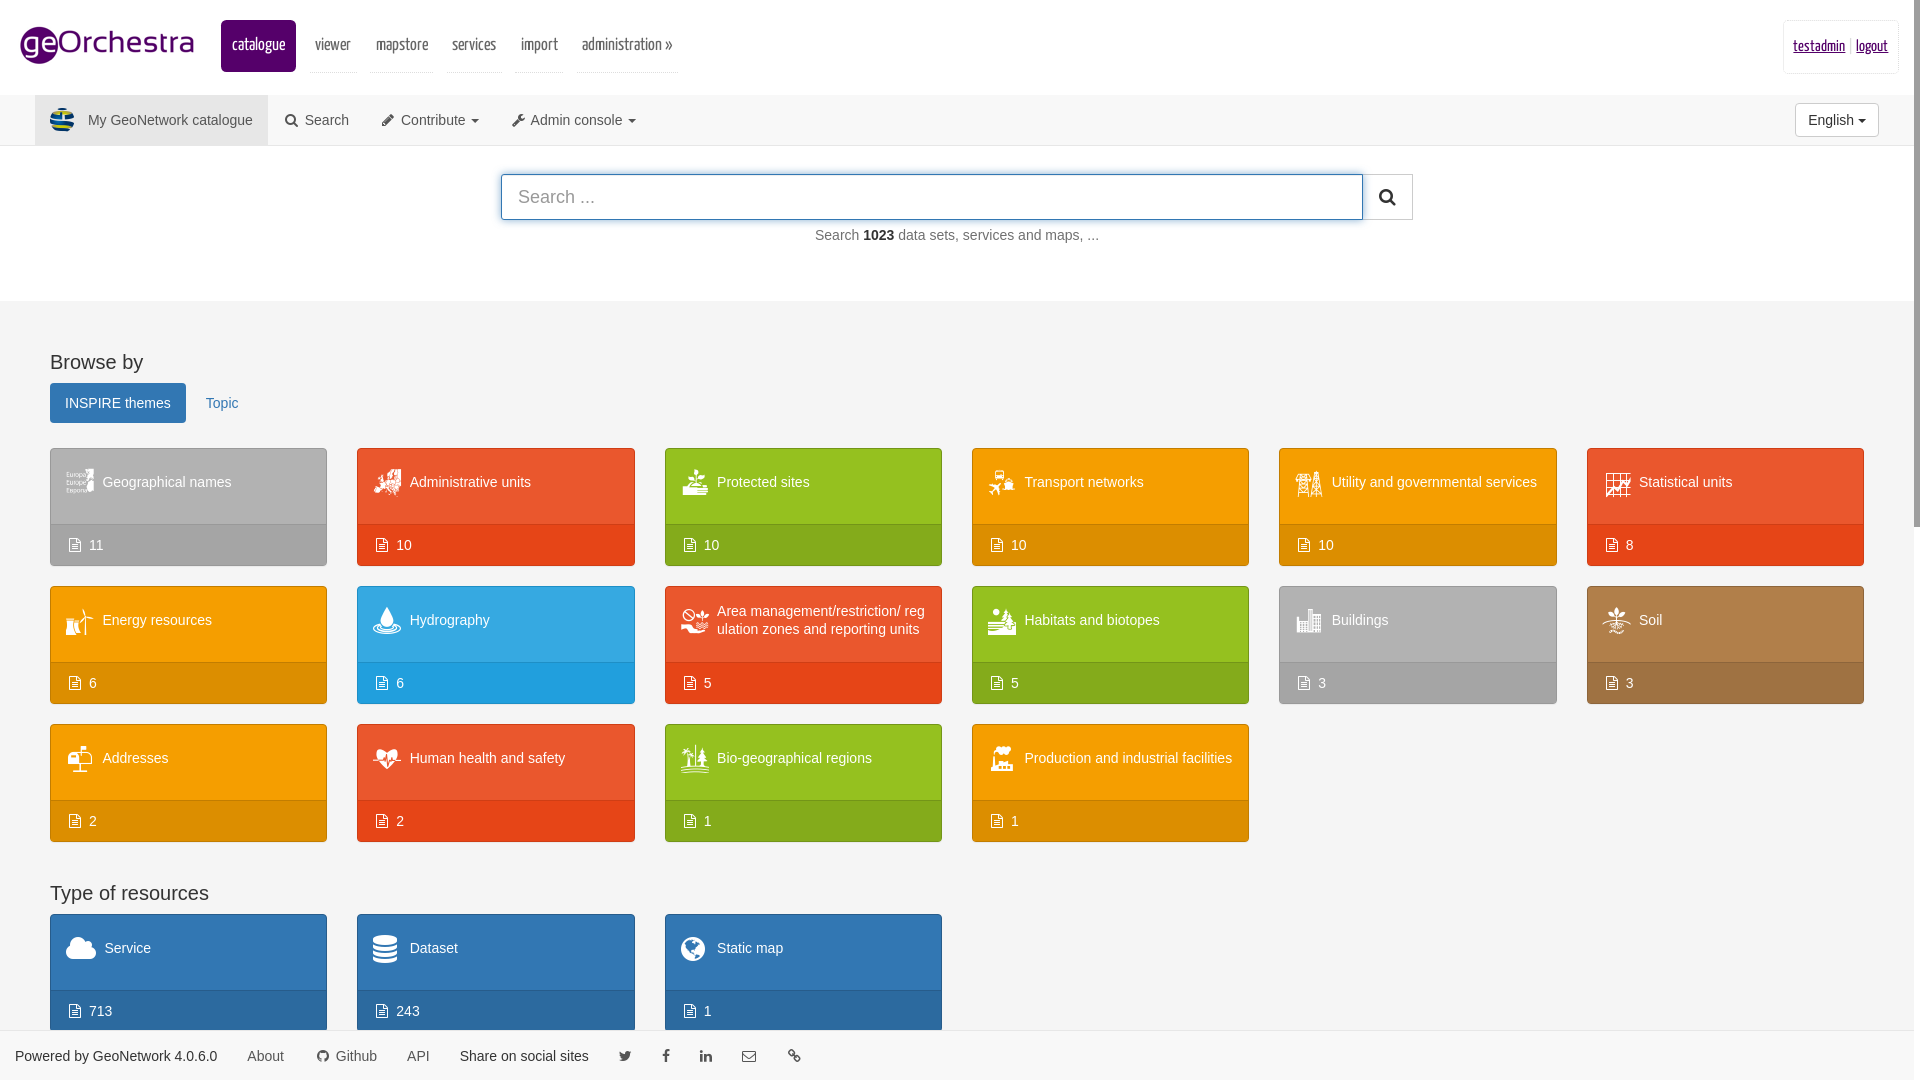 geOrchestra
catalogue
viewer
mapstore
services
import
administration »
testadmin | logout
My GeoNetwork catalogue
Search
Contribute
Admin console
English
Search ...
Search 1023 data sets, services and maps, ...
Browse by
INSPIRE themes
Topic
Geographical names
11
Administrative units
10
Protected sites
10
Transport networks
10
Utility and governmental services
10
Statistical units
8
Energy resources
6
Hydrography
6
Area management/restriction/ reg
ulation zones and reporting units
5
Habitats and biotopes
5
Buildings
3
Soil
3
Addresses
2
Human health and safety
2
Bio-geographical regions
1
Production and industrial facilities
1
Type of resources
Service
713
Dataset
243
Static map
1
Powered by GeoNetwork 4.0.6.0
About
Github
API
Share on social sites